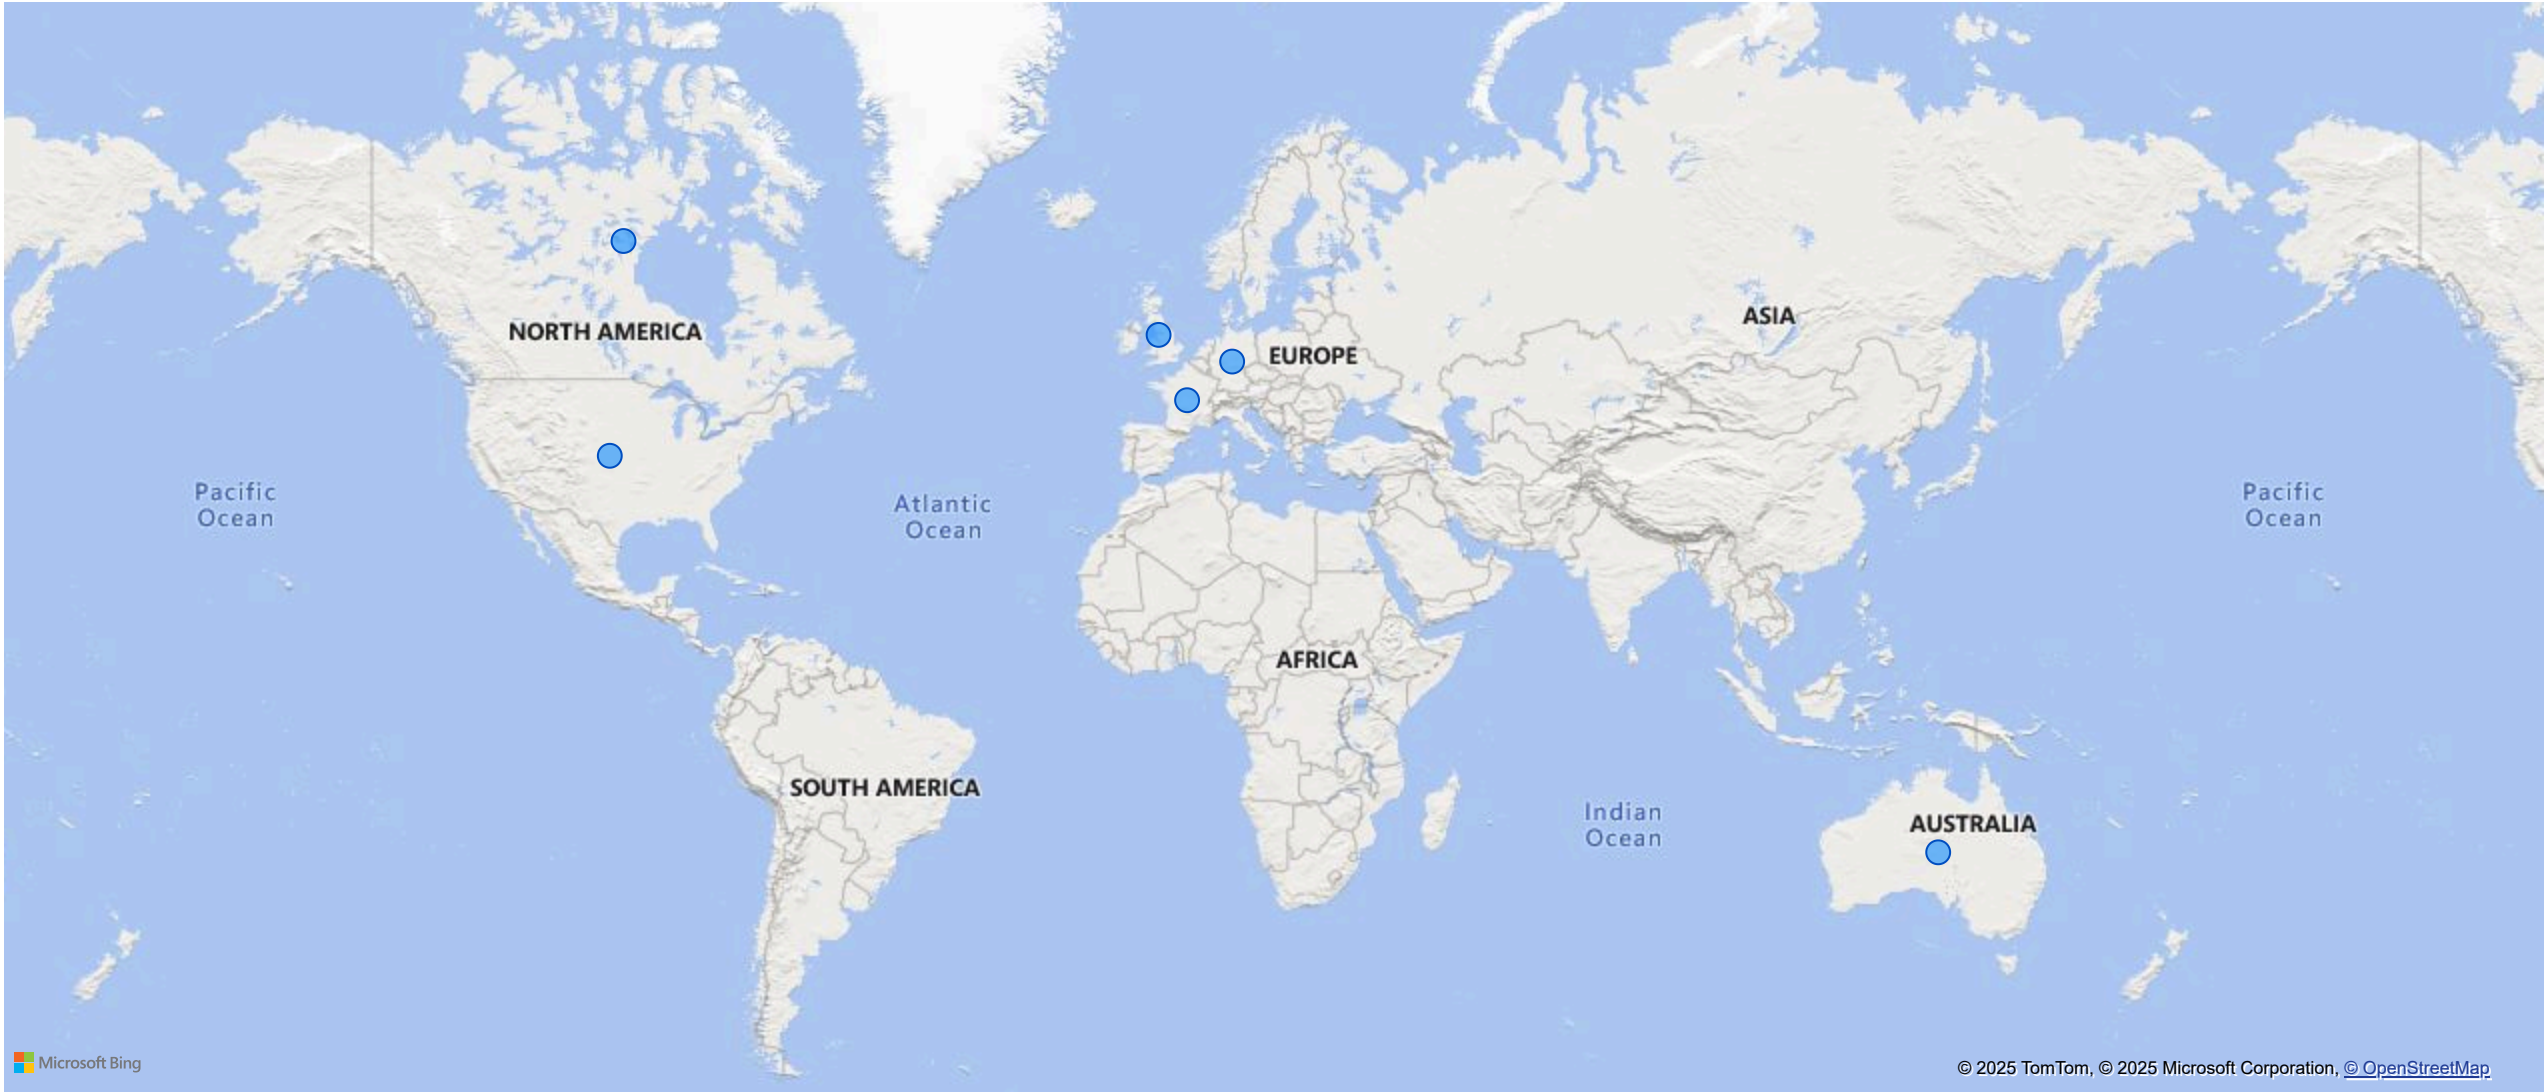 ASIA
NORTH AMERICA
EUROPE
Pacific
Ocean
Atlantic
Ocean
Pacific
Ocean
AFRICA
SOUTH AMERICA
Indian
Ocean
AUSTRALIA
Microsoft Bing
© 2025 TomTom, © 2025 Microsoft Corporation, © OpenStreetMap